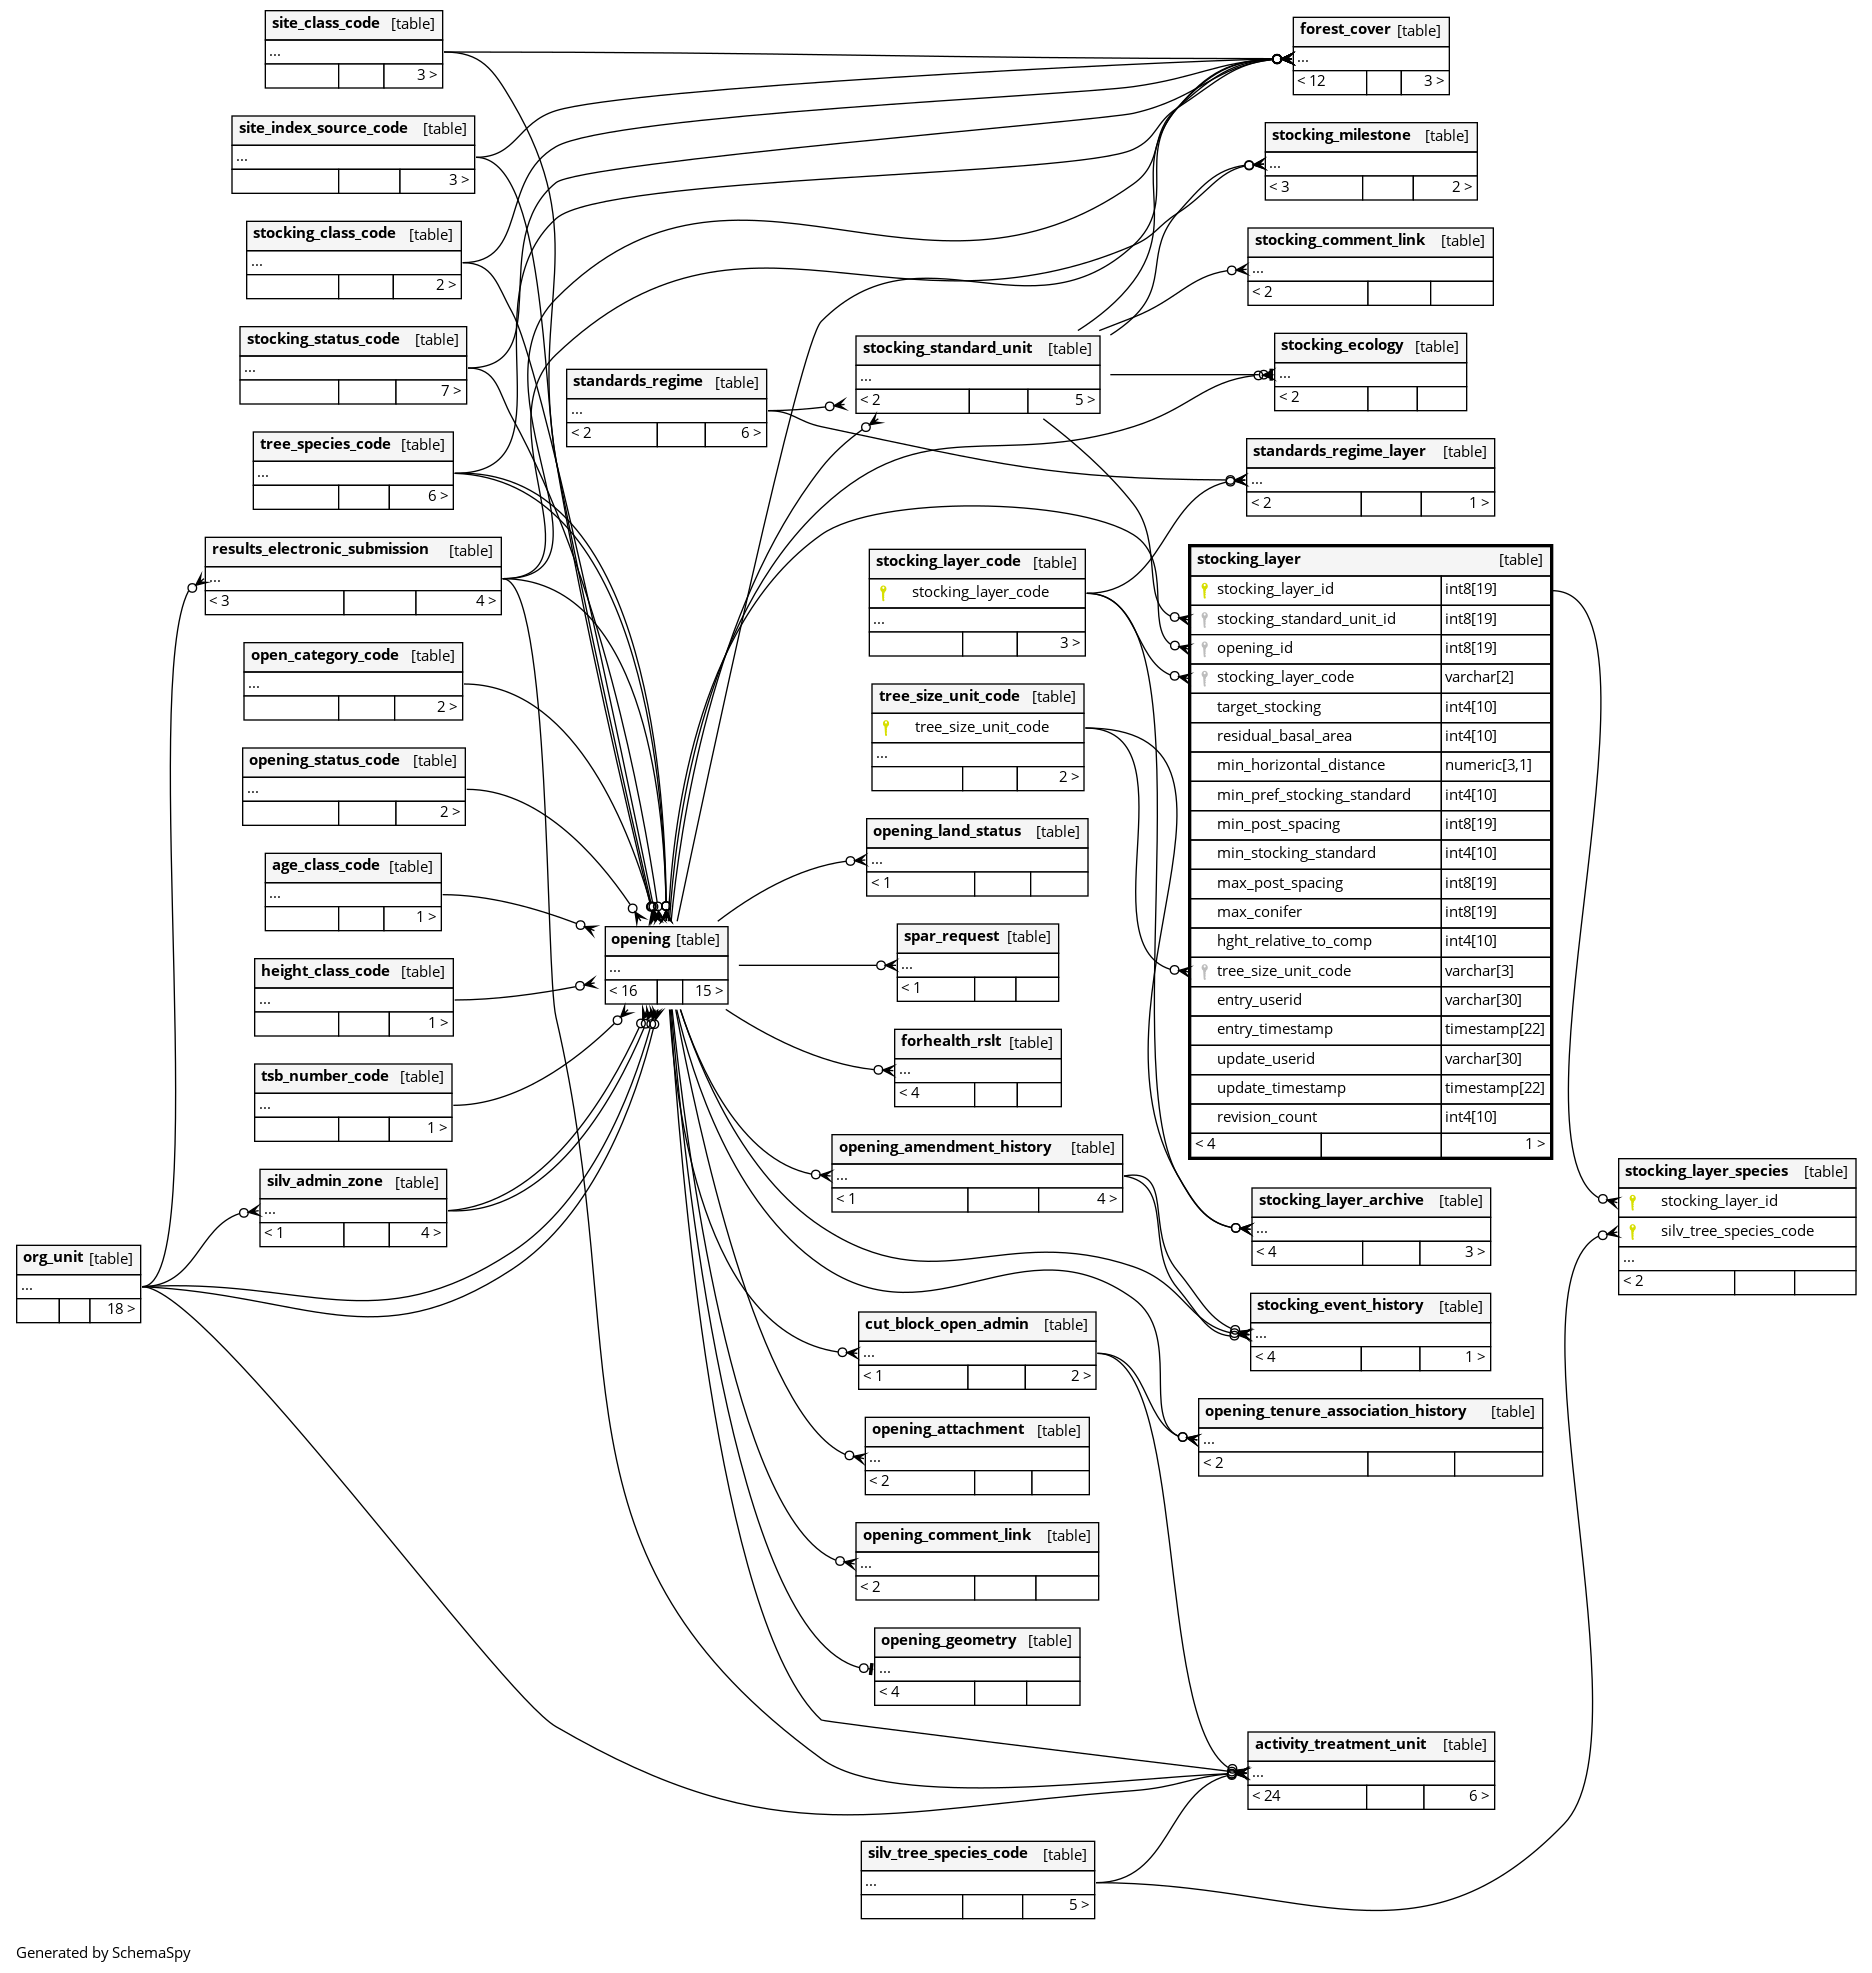 site_class_code [table]
...
3 >
site_index_source_code [table]
...
3 >
stocking_class_code [table]
...
2 >
stocking_status_code [table]
...
7 >
tree_species_code [table]
...
6 >
results_electronic_submission [table]
...
< 3 4 >
open_category_code [table]
...
2 >
opening_status_code [table]
...
2 >
age_class_code [table]
...
1 >
height_class_code [table]
...
1 >
tsb_number_code [table]
...
1 >
silv_admin_zone [table]
...
< 1 4 >
org_unit [table]
...
18 >
standards_regime [table]
...
< 2 6 >
opening [table]
...
< 16 15 >
stocking_standard_unit [table]
...
< 2 5 >
stocking_layer_code [table]
stocking_layer_code
...
3 >
tree_size_unit_code [table]
tree_size_unit_code
...
2 >
opening_land_status [table]
...
< 1
spar_request [table]
...
< 1
forhealth_rslt [table]
...
< 4
opening_amendment_history [table]
...
< 1 4 >
cut_block_open_admin [table]
...
< 1 2 >
opening_attachment [table]
...
< 2
opening_comment_link [table]
...
< 2
opening_geometry [table]
...
< 4
silv_tree_species_code [table]
...
5 >
forest_cover [table]
...
< 12 3 >
stocking_milestone [table]
...
< 3 2 >
stocking_comment_link [table]
...
< 2
stocking_ecology [table]
...
< 2
standards_regime_layer [table]
...
< 2 1 >
stocking_layer [table]
stocking_layer_id int8[19]
stocking_standard_unit_id int8[19]
opening_id int8[19]
stocking_layer_code varchar[2]
target_stocking int4[10]
residual_basal_area int4[10]
min_horizontal_distance numeric[3,1]
min_pref_stocking_standard int4[10]
min_post_spacing int8[19]
min_stocking_standard int4[10]
max_post_spacing int8[19]
max_conifer int8[19]
hght_relative_to_comp int4[10]
tree_size_unit_code varchar[3]
entry_userid varchar[30]
entry_timestamp timestamp[22]
update_userid varchar[30]
update_timestamp timestamp[22]
revision_count int4[10]
< 4 1 >
stocking_layer_archive [table]
...
< 4 3 >
stocking_event_history [table]
...
< 4 1 >
opening_tenure_association_history [table]
...
< 2
activity_treatment_unit [table]
...
< 24 6 >
stocking_layer_species [table]
stocking_layer_id
silv_tree_species_code
...
< 2
Generated by SchemaSpy